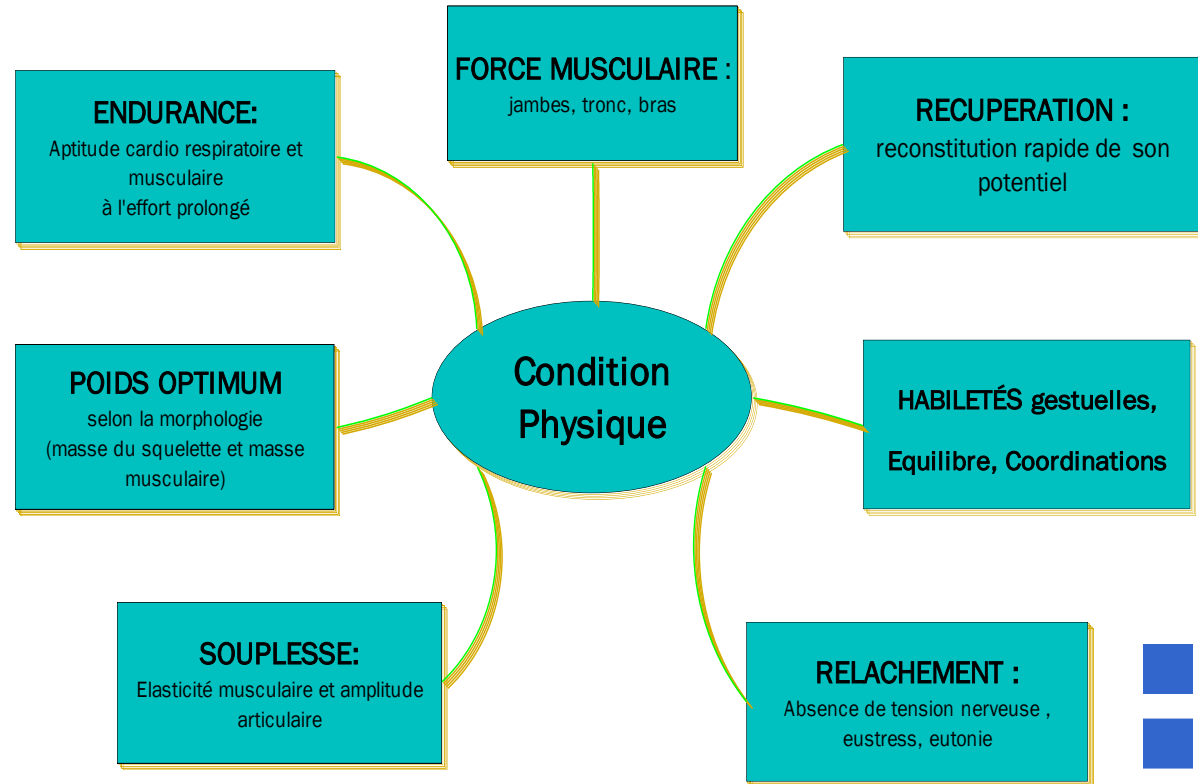 FORCE MUSCULAIRE :
jambes, tronc, bras
ENDURANCE:
Aptitude cardio respiratoire et
musculaire
à l'effort prolongé
RECUPERATION :
reconstitution rapide de son
potentiel
Condition
Physique
POIDS OPTIMUM
selon la morphologie
(masse du squelette et masse
musculaire)
HABILETÉS gestuelles,
Equilibre, Coordinations
SOUPLESSE:
Elasticité musculaire et amplitude
articulaire
RELACHEMENT :
Absence de tension nerveuse ,
eustress, eutonie